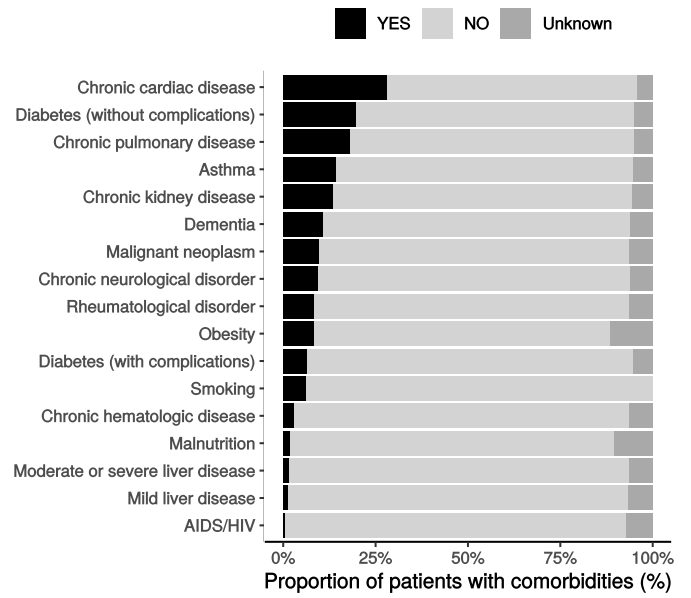 YES NO Unknown
Chronic cardiac disease
Diabetes (without complications)
Chronic pulmonary disease
Asthma
Chronic kidney disease
Dementia
Malignant neoplasm
Chronic neurological disorder
Rheumatological disorder
Obesity
Diabetes (with complications)
Smoking
Chronic hematologic disease
Malnutrition
Moderate or severe liver disease
Mild liver disease
AIDS/HIV
0% 25% 50% 75% 100%
Proportion of patients with comorbidities (%)